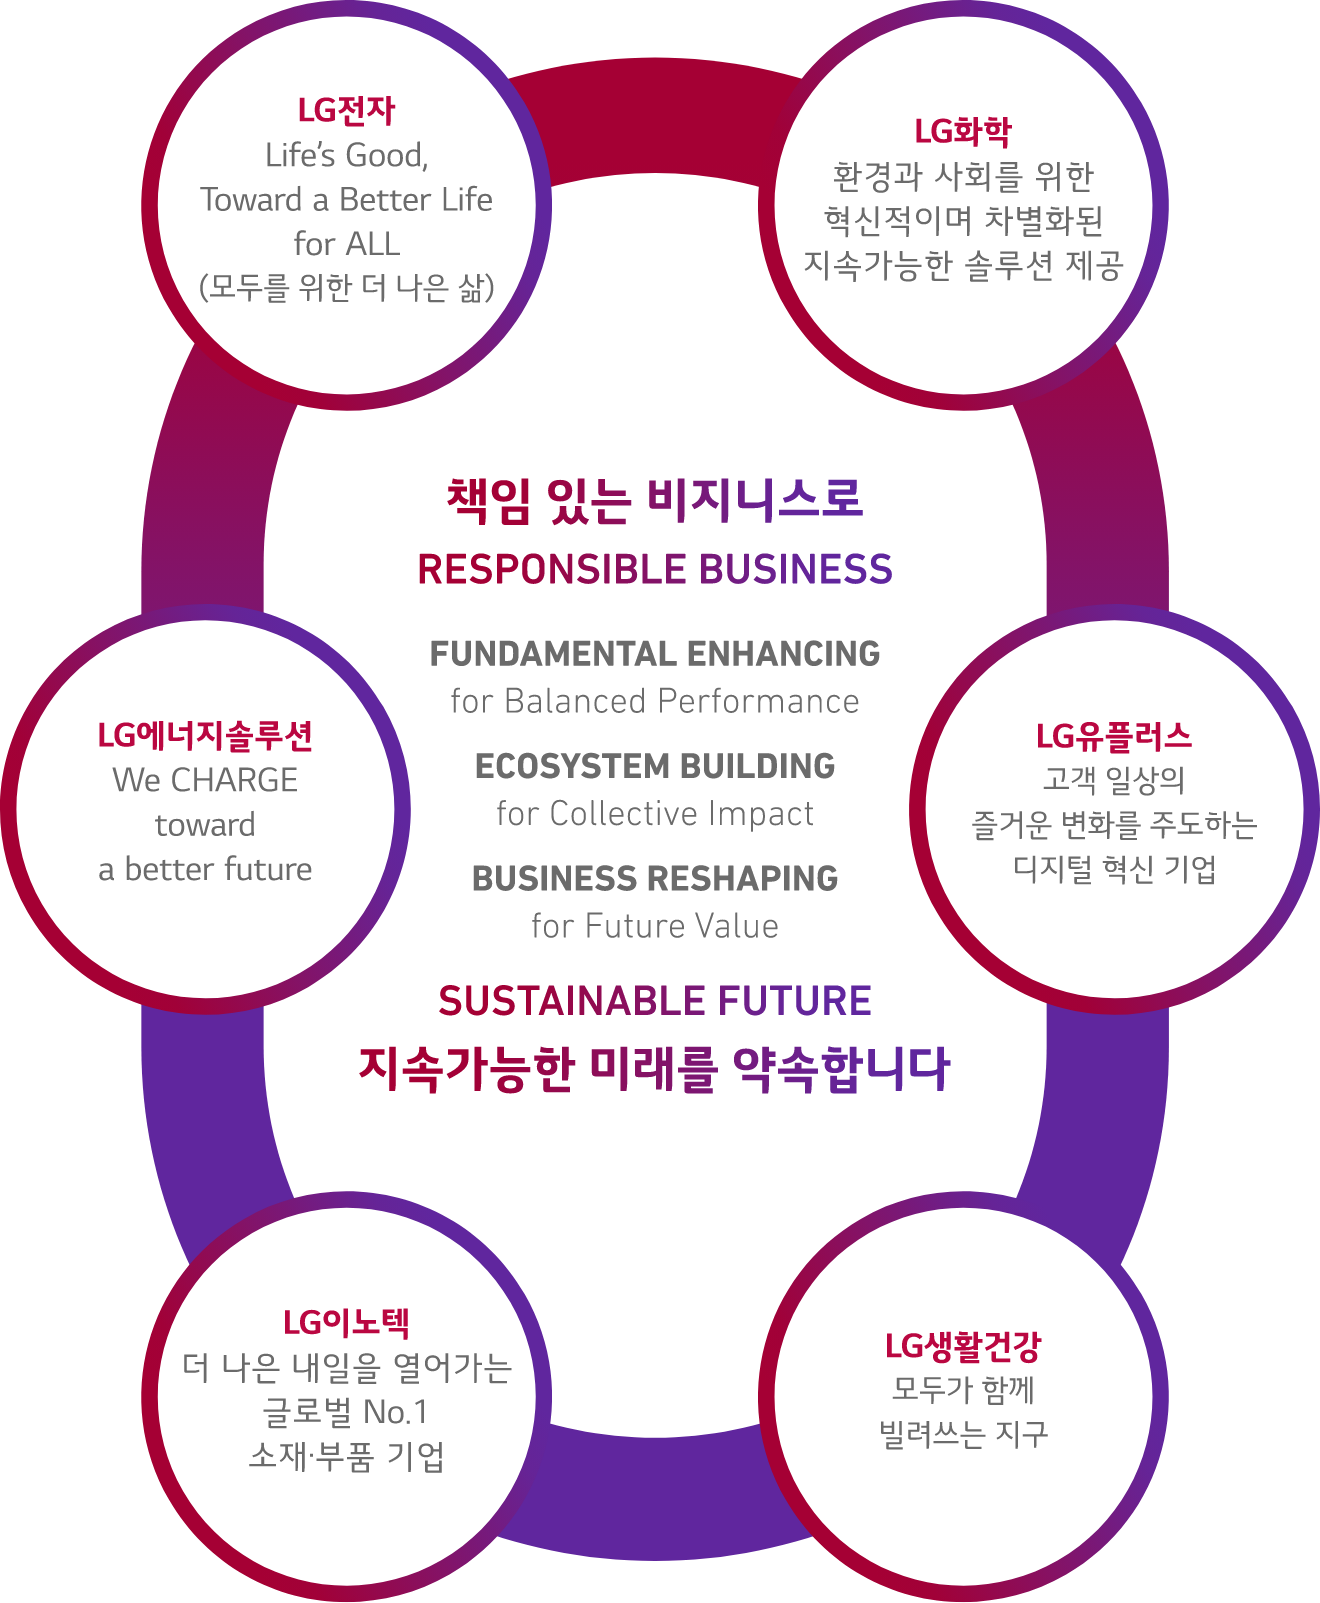 LG전자
Life’s Good,
Toward a Better Life
for ALL
(모두를 위한 더 나은 삶)
LG화학
환경과 사회를 위한
혁신적이며 차별화된
지속가능한 솔루션 제공
책임 있는 비지니스로
RESPONSIBLE BUSINESS
FUNDAMENTAL ENHANCING
for Balanced Performance
ECOSYSTEM BUILDING
for Collective Impact
BUSINESS RESHAPING
for Future Value
SUSTAINABLE FUTURE
지속가능한 미래를 약속합니다
LG에너지솔루션
We CHARGE
toward
a better future
LG유플러스
고객 일상의
즐거운 변화를 주도하는
디지털 혁신 기업
LG이노텍
더 나은 내일을 열어가는
글로벌 No.1
소재·부품 기업
LG생활건강
모두가 함께
빌려쓰는 지구